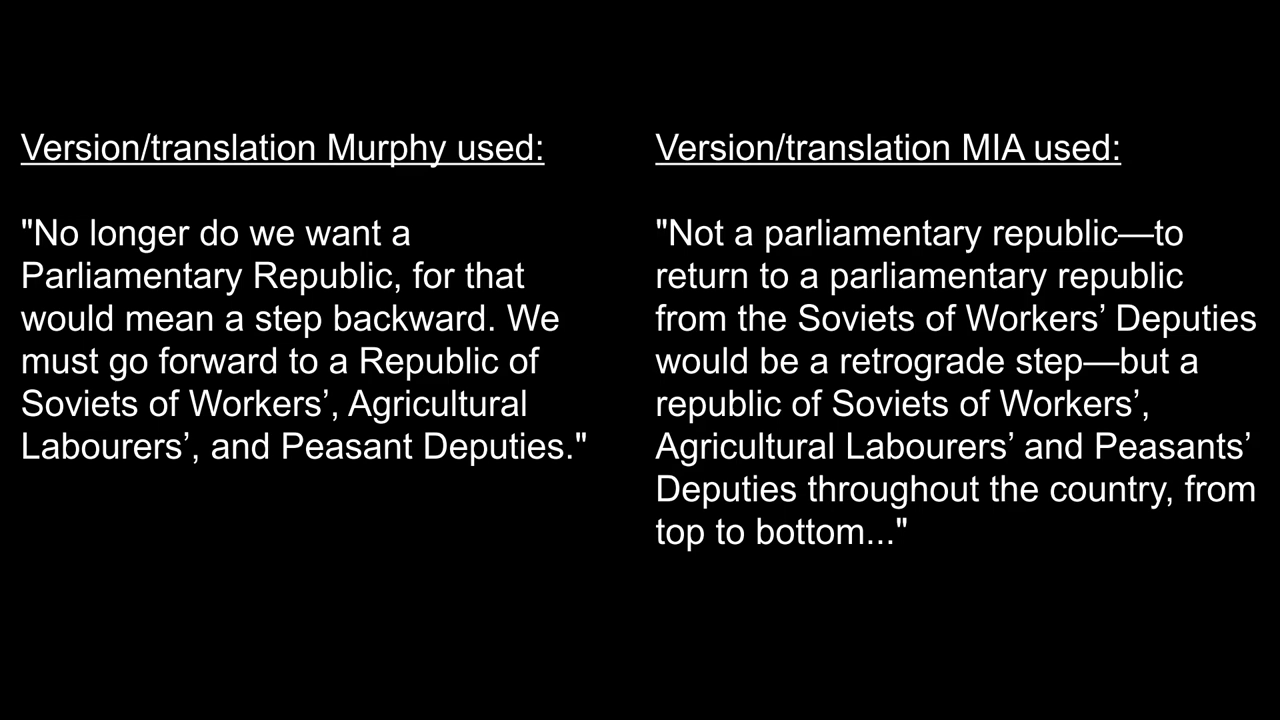 Version/translation Murphy used:
"No longer do we want a
Parliamentary Republic, for that
would mean a step backward. We
must go forward to a Republic of
Soviets of Workers’, Agricultural
Labourers’, and Peasant Deputies."
Version/translation MIA used:
"Not a parliamentary republic—to
return to a parliamentary republic
from the Soviets of Workers’ Deputies
would be a retrograde step—but a
republic of Soviets of Workers’,
Agricultural Labourers’ and Peasants’
Deputies throughout the country, from
top to bottom..."